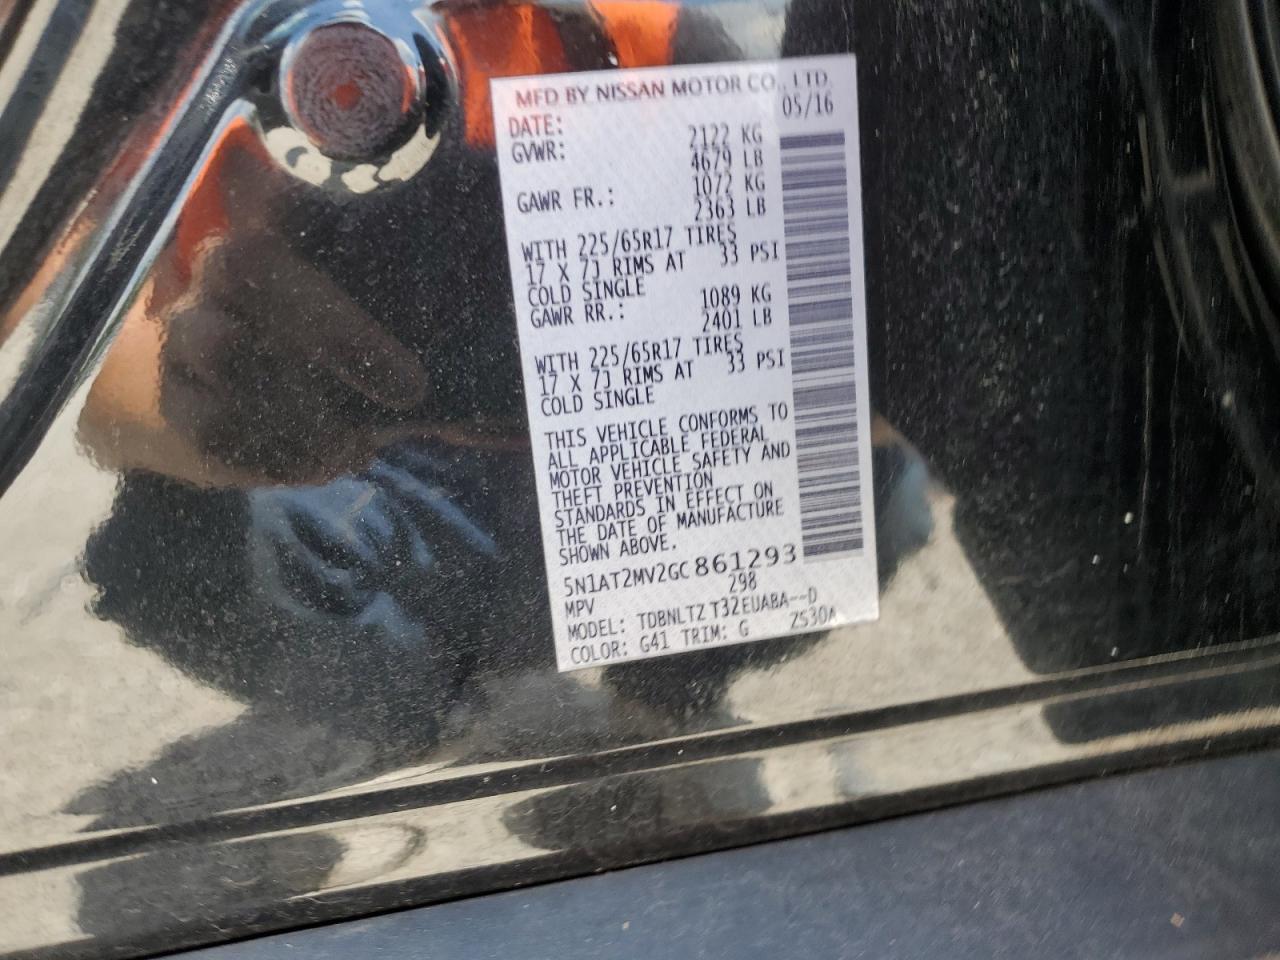 MFD BY NISSAN MOTOR CO., LTD.
DATE: 05/16
GVWR: 2122 KG
4679 LB
GAWR FR.: 1072 KG
2363 LB
WITH 225/65R17 TIRES
17 X 7J RIMS AT 33 PSI
COLD SINGLE
GAWR RR.: 1089 KG
2401 LB
WITH 225/65R17 TIRES
17 X 7J RIMS AT 33 PSI
COLD SINGLE
THIS VEHICLE CONFORMS TO
ALL APPLICABLE FEDERAL
MOTOR VEHICLE SAFETY AND
THEFT PREVENTION
STANDARDS IN EFFECT ON
THE DATE OF MANUFACTURE
SHOWN ABOVE.
5N1AT2MV2GC861293
MPV 298
MODEL: TDBNLTZ T32EUABA--D
COLOR: G41 TRIM: G ZS30A